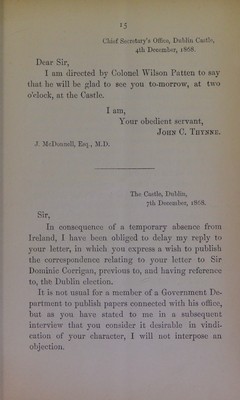 15
Chief Secretary's Office, Dublin Castle,
4th December, 1868.
Dear Sir,
I am directed by Colonel Wilson Patten to say
that he will be glad to see you to-morrow, at two
o'clock, at the Castle.
I am,
Your obedient servant,
John C. Thynne.
J. McDonnell, Esq., M.D.
The Castle, Dublin,
7th December, 1868.
Sir,
In consequence of a temporary absence from
Ireland, I have been obliged to delay my reply to
your letter, in which you express a wish to publish
the correspondence relating to your letter to Sir
Dominic Corrigan, previous to, and having reference
to, the Dublin election.
It is not usual for a member of a Government De-
partment to publish papers connected with his office,
but as you have stated to me in a subsequent
interview that you consider it desirable in vindi-
cation of your character, I will not interpose an
objection.